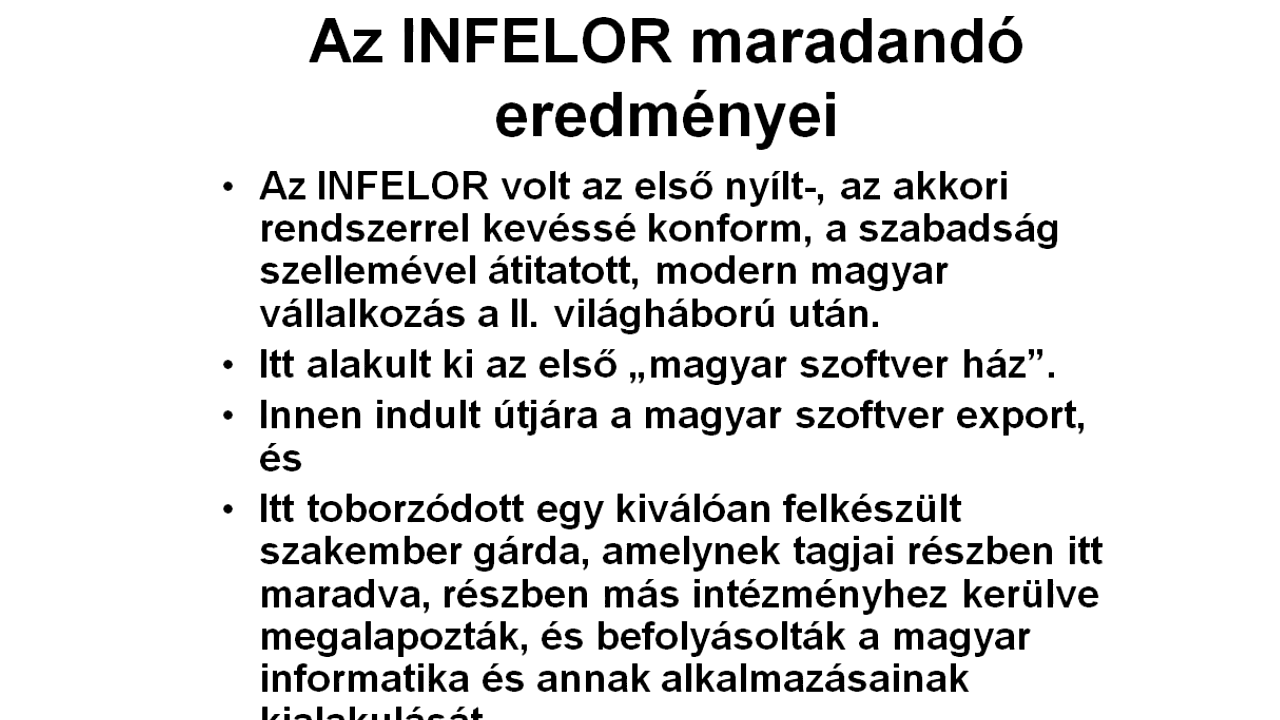 Az INFELOR maradandó
eredményei
• Az INFELOR volt az első nyílt-, az akkori
rendszerrel kevéssé konform, a szabadság
szellemével átitatott, modern magyar
vállalkozás a II. világháború után.
• Itt alakult ki az első „magyar szoftver ház”.
• Innen indult útjára a magyar szoftver export,
és
• Itt toborzódott egy kiválóan felkészült
szakember gárda, amelynek tagjai részben itt
maradva, részben más intézményhez kerülve
megalapozták, és befolyásolták a magyar
informatika és annak alkalmazásainak
kialakulását